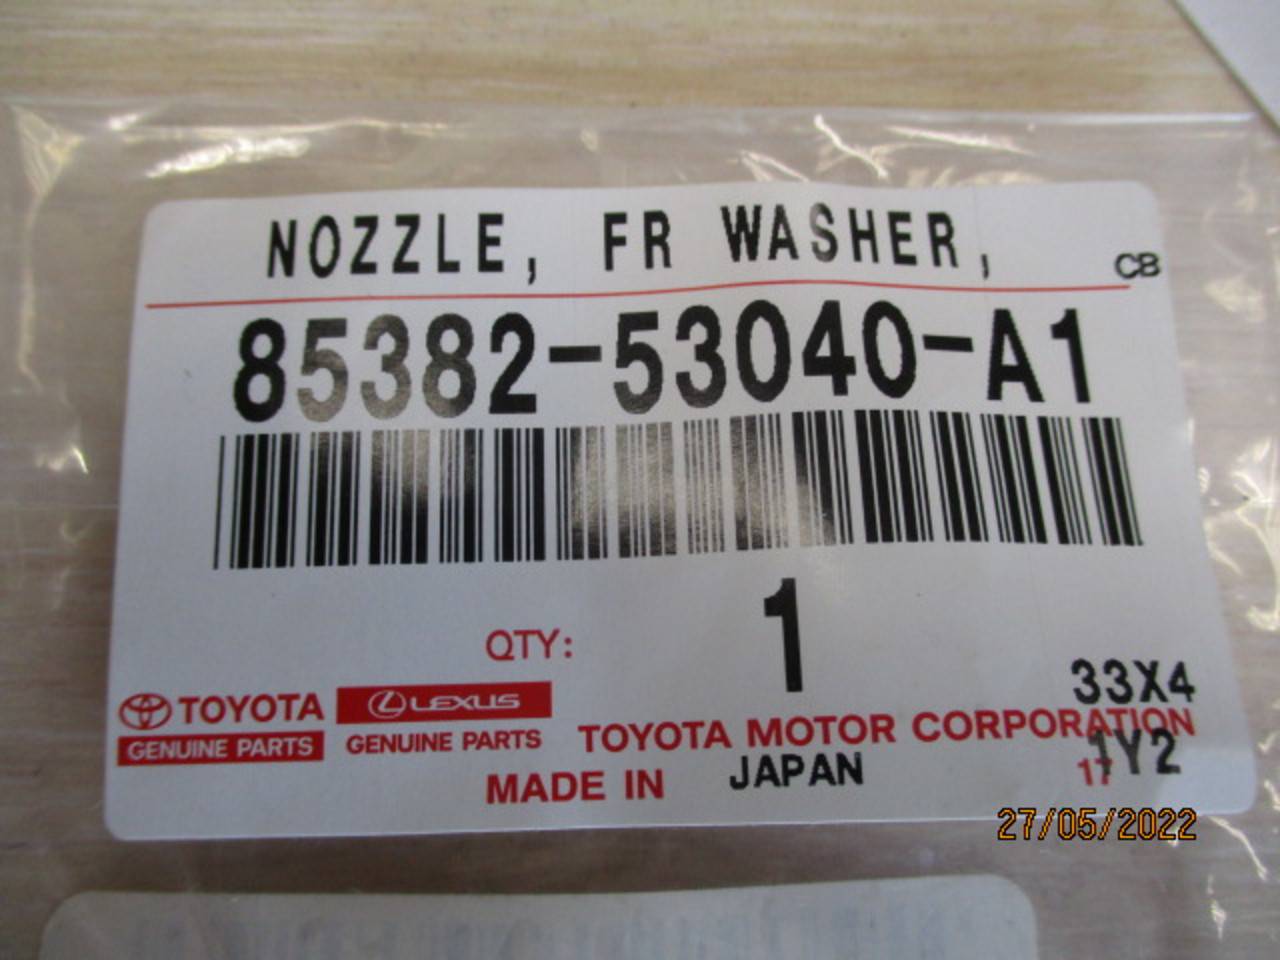 NOZZLE, FR WASHER,
CB
85382-53040-A1
QTY: 1
33X4
TOYOTA LEXUS
GENUINE PARTS GENUINE PARTS TOYOTA MOTOR CORPORATION
1Y2
MADE IN JAPAN 17
27/05/2022